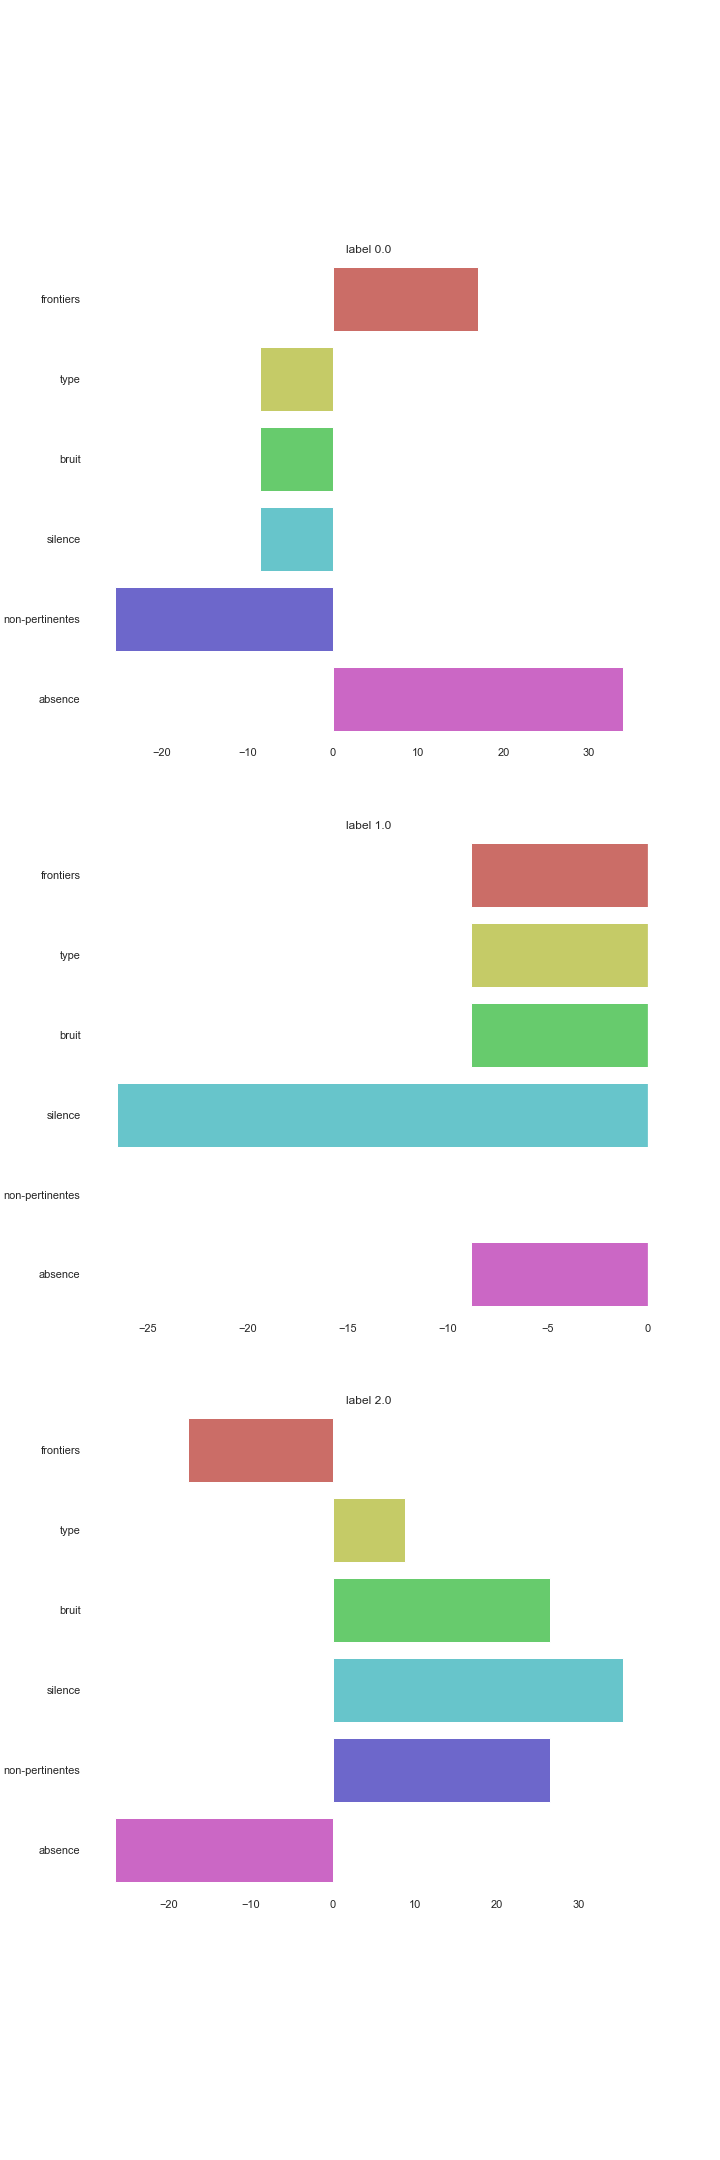 label 0.0
frontiers
type
bruit
silence
non-pertinentes
absence
−20 −10 0 10 20 30
label 1.0
frontiers
type
bruit
silence
non-pertinentes
absence
−25 −20 −15 −10 −5 0
label 2.0
frontiers
type
bruit
silence
non-pertinentes
absence
−20 −10 0 10 20 30